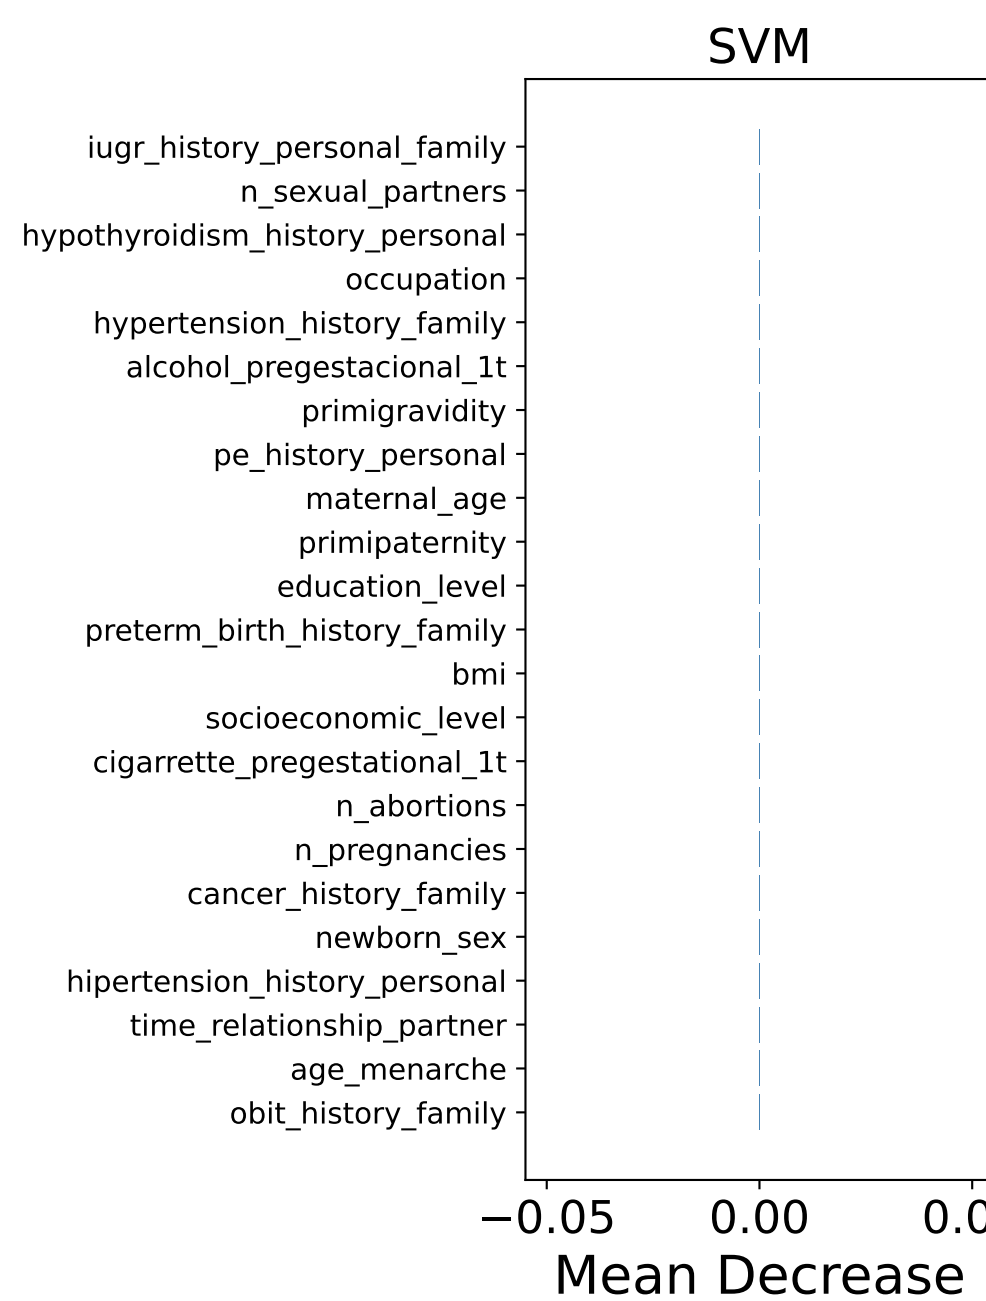 SVM
iugr_history_personal_family
n_sexual_partners
hypothyroidism_history_personal
occupation
hypertension_history_family
alcohol_pregestacional_1t
primigravidity
pe_history_personal
maternal_age
primipaternity
education_level
preterm_birth_history_family
bmi
socioeconomic_level
cigarrette_pregestational_1t
n_abortions
n_pregnancies
cancer_history_family
newborn_sex
hipertension_history_personal
time_relationship_partner
age_menarche
obit_history_family
−0.05 0.00
Mean Decrease